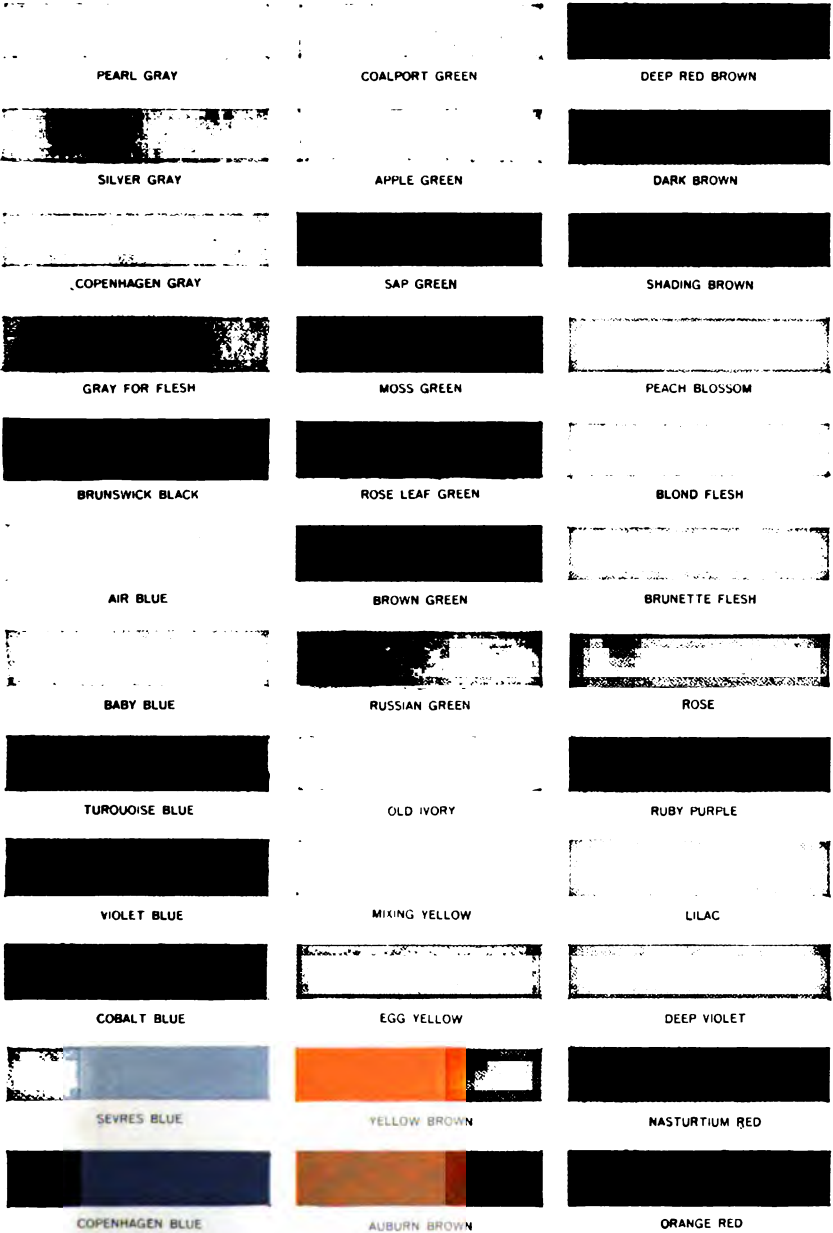 PEARL GRAY
COALPORT GREEN
DEEP RED BROWN
SILVER GRAY
APPLE GREEN
DARK BROWN
COPENHAGEN GRAY
SAP GREEN
SHADING BROWN
GRAY FOR FLESH
MOSS GREEN
PEACH BLOSSOM
BRUNSWICK BLACK
ROSE LEAF GREEN
BLOND FLESH
AIR BLUE
BROWN GREEN
BRUNETTE FLESH
BABY BLUE
RUSSIAN GREEN
ROSE
TURQUOISE BLUE
OLD IVORY
RUBY PURPLE
VIOLET BLUE
MIXING YELLOW
LILAC
COBALT BLUE
EGG YELLOW
DEEP VIOLET
SEVRES BLUE
YELLOW BROWN
NASTURTIUM RED
COPENHAGEN BLUE
AUBURN BROWN
ORANGE RED